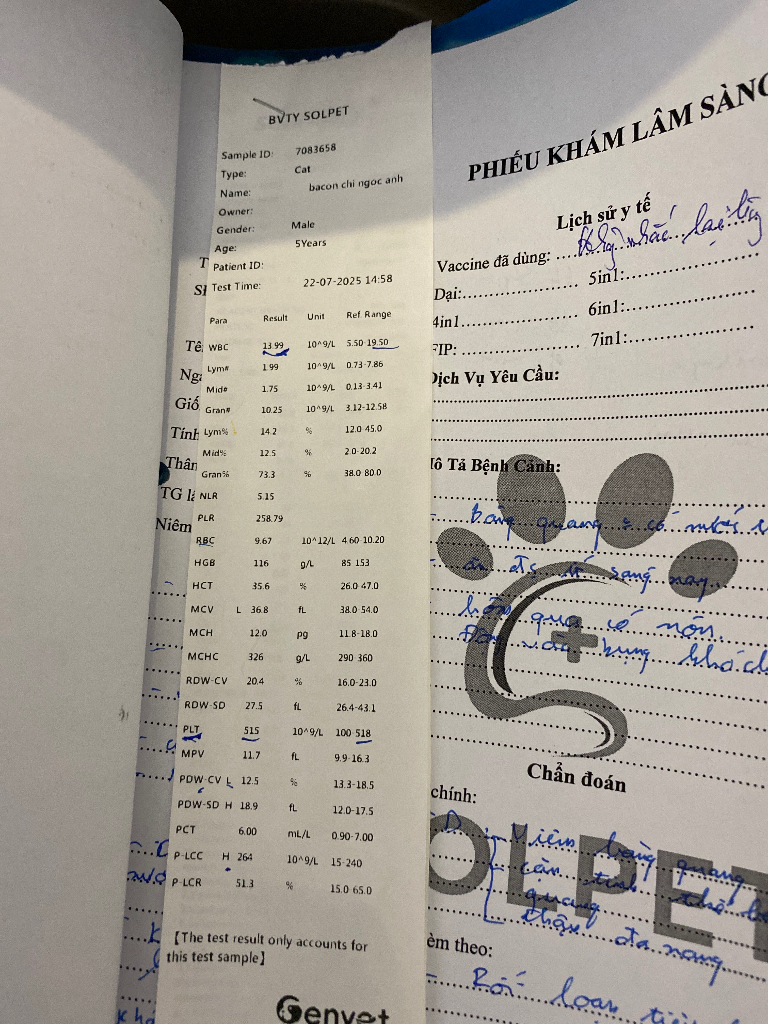 BVTY SOLPET
Sample ID: 7083658
Type: Cat
Name: bacon chi ngoc anh
Owner:
Gender: Male
Age: 5Years
Patient ID:
Test Time: 22-07-2025 14:58
Para Result Unit Ref. Range
WBC 13.99 10^9/L 5.50-19.50
Lym# 1.99 10^9/L 0.73-7.86
Mid# 1.75 10^9/L 0.13-3.41
Gran# 10.25 10^9/L 3.12-12.58
Lym% 14.2 % 12.0-45.0
Mid% 12.5 % 2.0-20.2
Gran% 73.3 % 38.0-80.0
NLR 5.15
PLR 258.79
RBC 9.67 10^12/L 4.60-10.20
HGB 116 g/L 85-153
HCT 35.6 % 26.0-47.0
MCV L 36.8 fL 38.0-54.0
MCH 12.0 pg 11.8-18.0
MCHC 326 g/L 290-360
RDW-CV 20.4 % 16.0-23.0
RDW-SD 27.5 fL 26.4-43.1
PLT 515 10^9/L 100-518
MPV 11.7 fL 9.9-16.3
PDW-CV L 12.5 % 13.3-18.5
PDW-SD H 18.9 fL 12.0-17.5
PCT 6.00 mL/L 0.90-7.00
P-LCC H 264 10^9/L 15-240
P-LCR 51.3 % 15.0-65.0
【The test result only accounts for
this test sample】
Genvet
PHIẾU KHÁM LÂM SÀNG
Lịch sử y tế
Vaccine đã dùng: nhắc lại
Dại: 5in1:
4in1 6in1:
FIP: 7in1:
Dịch Vụ Yêu Cầu:
Mô Tả Bệnh Cảnh:
- Bàng quang có
- ăn sáng nay
hôm qua có nôn.
bụng khó
Chẩn đoán
chính:
Viêm bàng quang
cặn tinh thể
quang
thận đa nang
kèm theo:
- Rối loạn
SOLPET
Tên
Giố
Tính
Thân
TG
Niêm